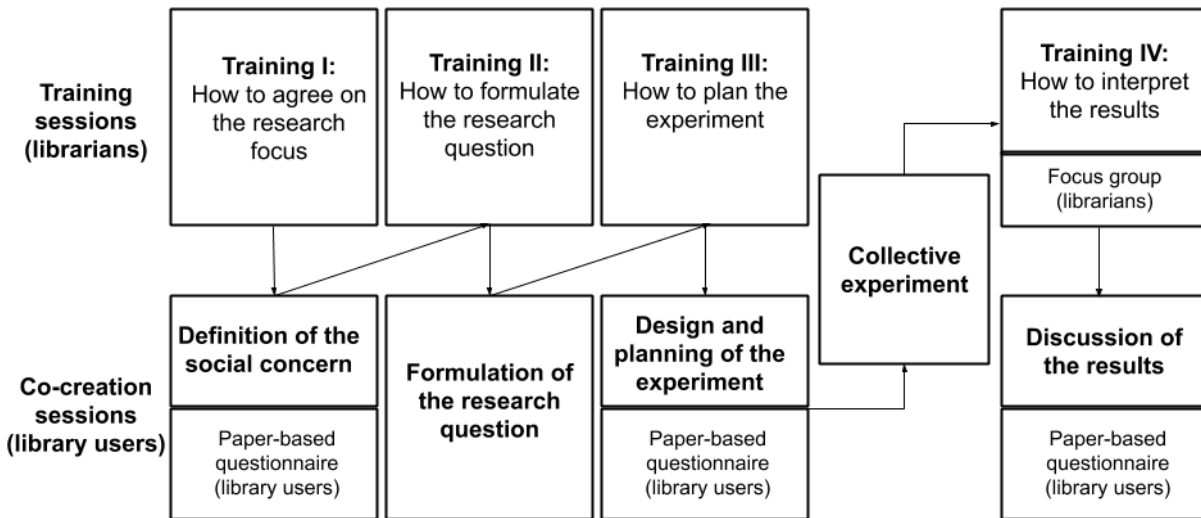 Training
sessions
(librarians)
Training I:
How to agree on
the research
focus
Training II:
How to formulate
the research
question
Training III:
How to plan the
experiment
Training IV:
How to interpret
the results
Focus group
(librarians)
Collective
experiment
Co-creation
sessions
(library users)
Definition of the
social concern
Paper-based
questionnaire
(library users)
Formulation of
the research
question
Design and
planning of the
experiment
Paper-based
questionnaire
(library users)
Discussion of
the results
Paper-based
questionnaire
(library users)